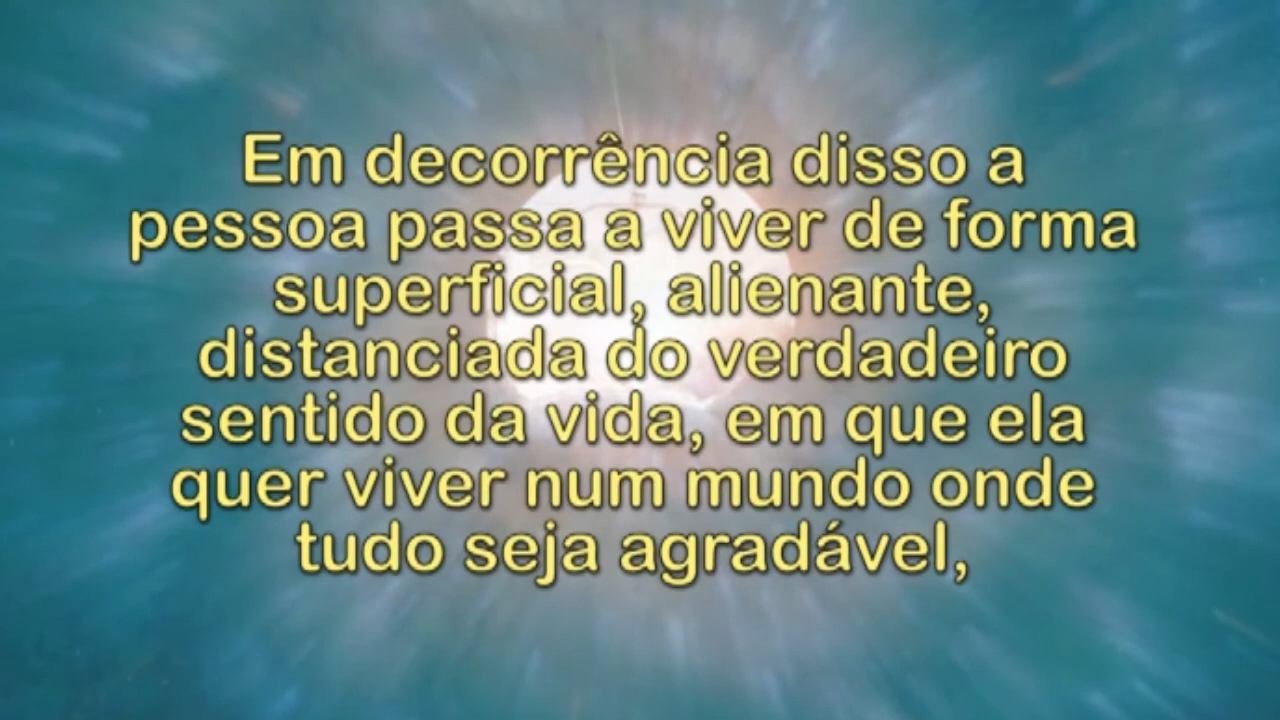 Em decorrência disso a
pessoa passa a viver de forma
superficial, alienante,
distanciada do verdadeiro
sentido da vida, em que ela
quer viver num mundo onde
tudo seja agradável,